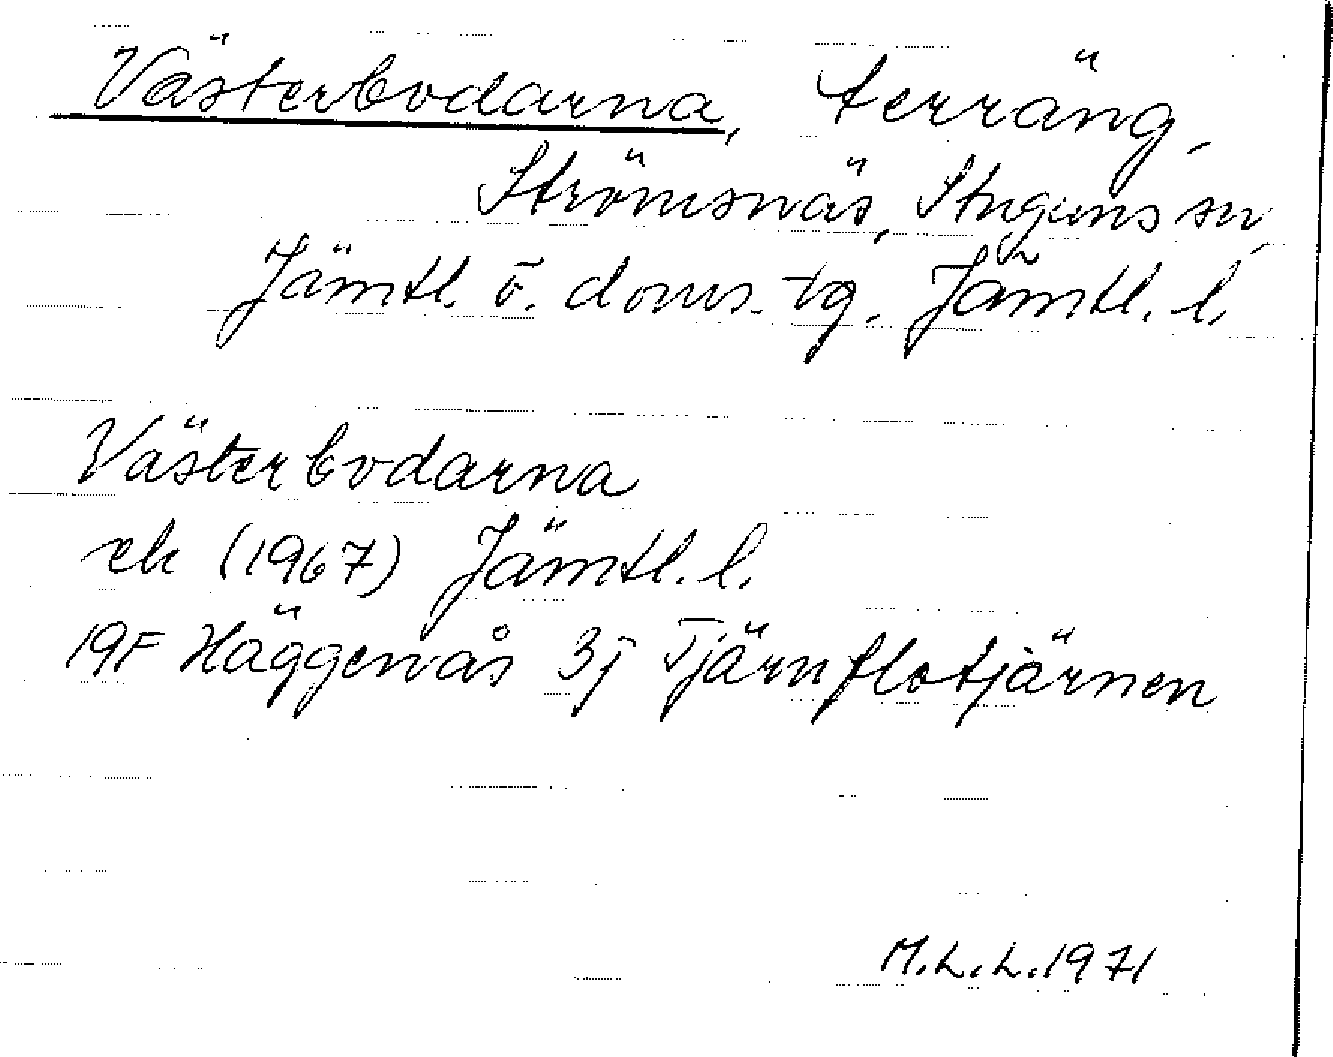 Västerbodarna, terräng,
Strömsnäs, Stuguns sn,
Jämtl. ö. doms. tg. Jämtl. l.
Västerbodarna
ek (1967) Jämtl. l.
19F Häggenås 3j Tjärnflotjärnen
M.L.L. 1971